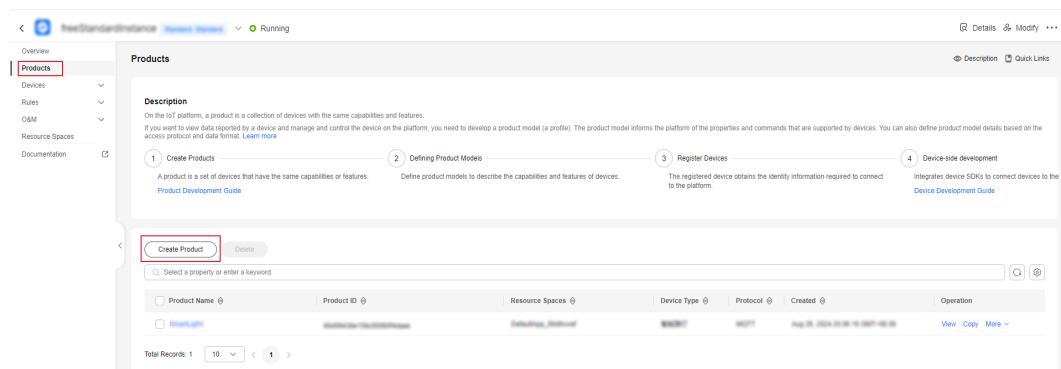 Running
Details Modify
Overview
Products
Devices
Rules
O&M
Resource Spaces
Documentation
Products
Description Quick Links
Description
On the IoT platform, a product is a collection of devices with the same capabilities and features.
If you want to view data reported by a device and manage and control the device on the platform, you need to develop a product model (a profile). The product model informs the platform of the properties and commands that are supported by devices. You can also define product model details based on the
access protocol and data format. Learn more
1 Create Products
A product is a set of devices that have the same capabilities or features.
Product Development Guide
2 Defining Product Models
Define product models to describe the capabilities and features of devices.
3 Register Devices
The registered device obtains the identity information required to connect
to the platform.
4 Device-side development
Integrates device SDKs to connect devices to the
Device Development Guide
Create Product Delete
Select a property or enter a keyword.
Product Name Product ID Resource Spaces Device Type Protocol Created Operation
View Copy More
Total Records: 1 10 1